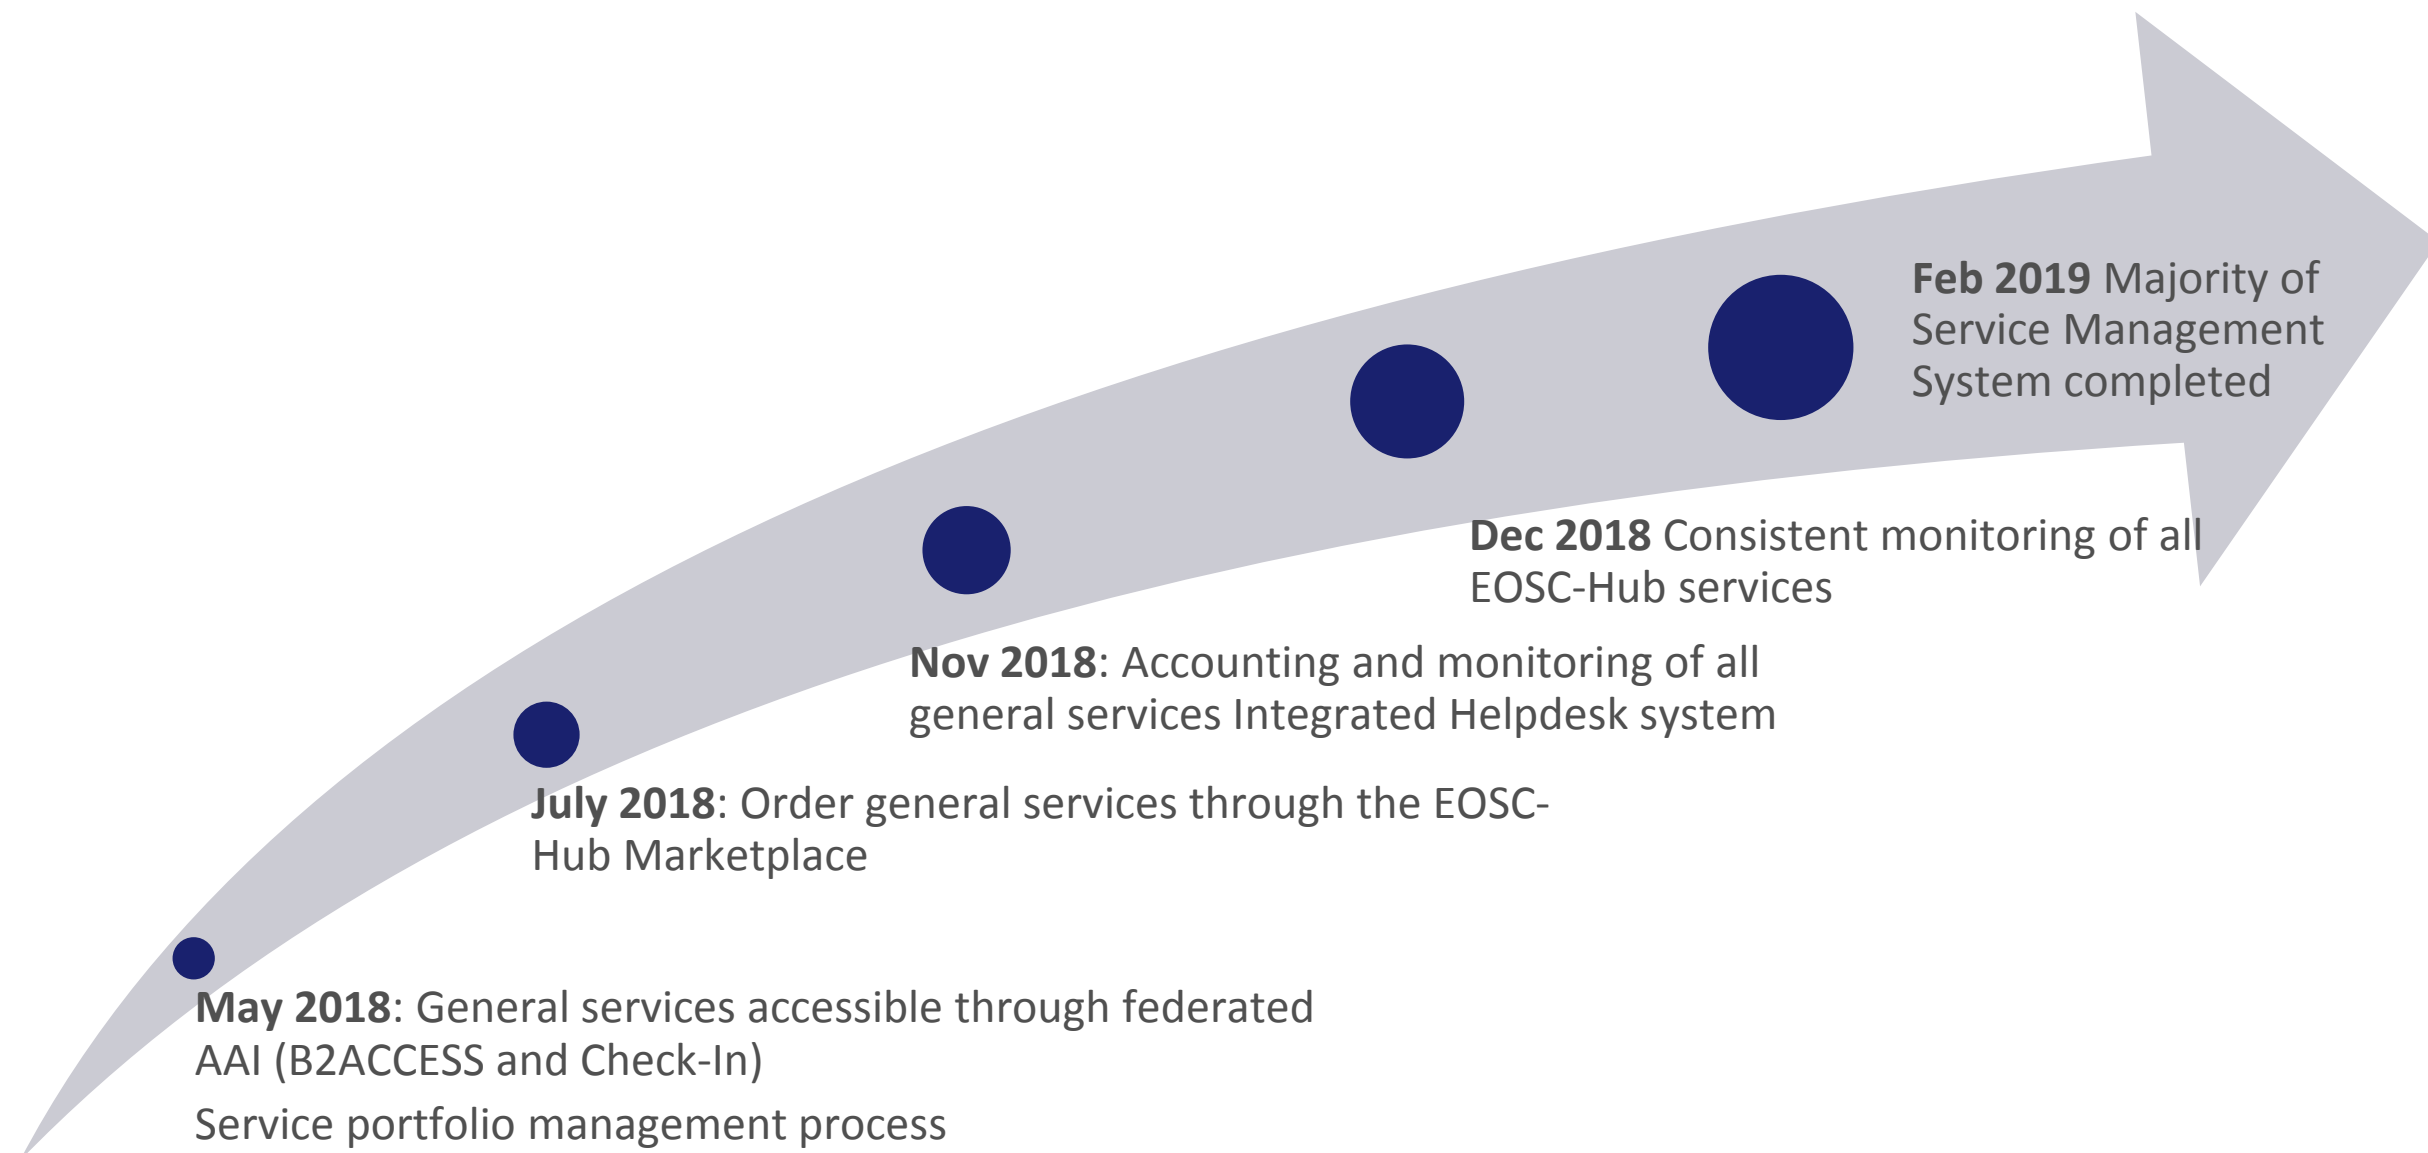 Feb 2019 Majority of
Service Management
System completed
Dec 2018 Consistent monitoring of all
EOSC-Hub services
Nov 2018: Accounting and monitoring of all
general services Integrated Helpdesk system
July 2018: Order general services through the EOSC-
Hub Marketplace
May 2018: General services accessible through federated
AAI (B2ACCESS and Check-In)
Service portfolio management process